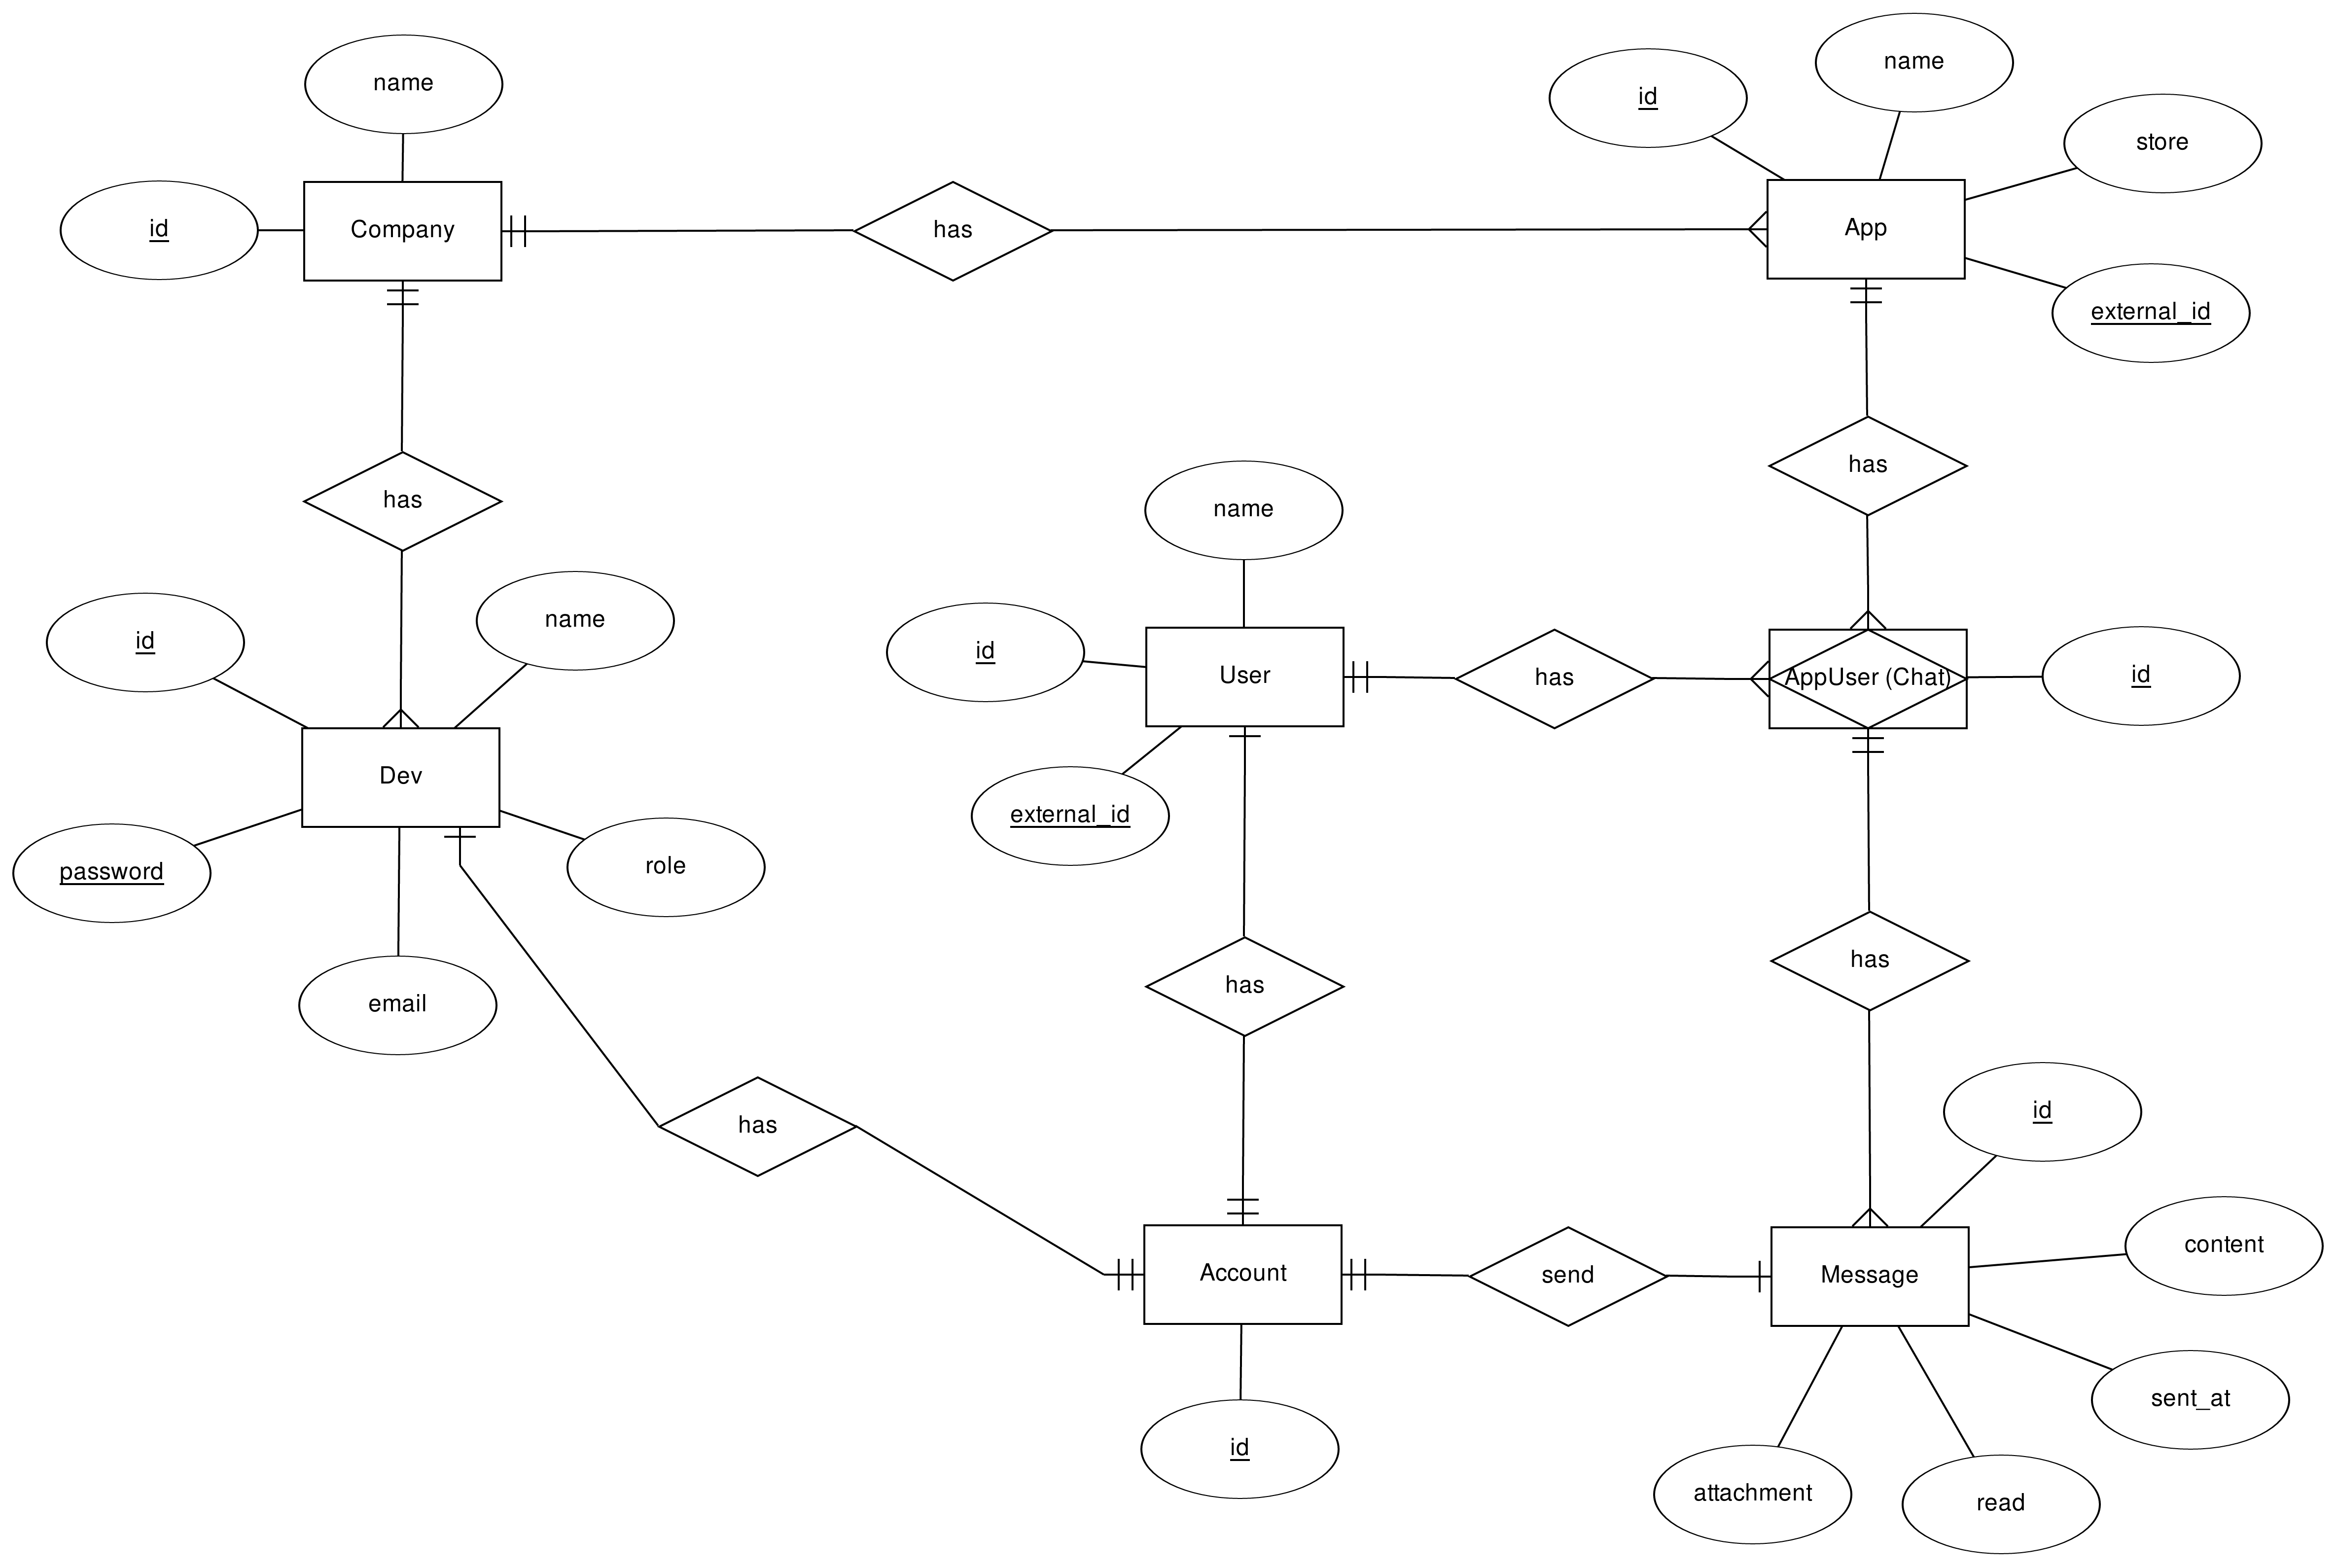 name
name
id
store
id
Company
has
App
external_id
has
has
name
id
name
id
User
has
AppUser (Chat)
id
Dev
external_id
password
role
email
has
has
has
id
content
Account
send
Message
sent_at
id
attachment
read